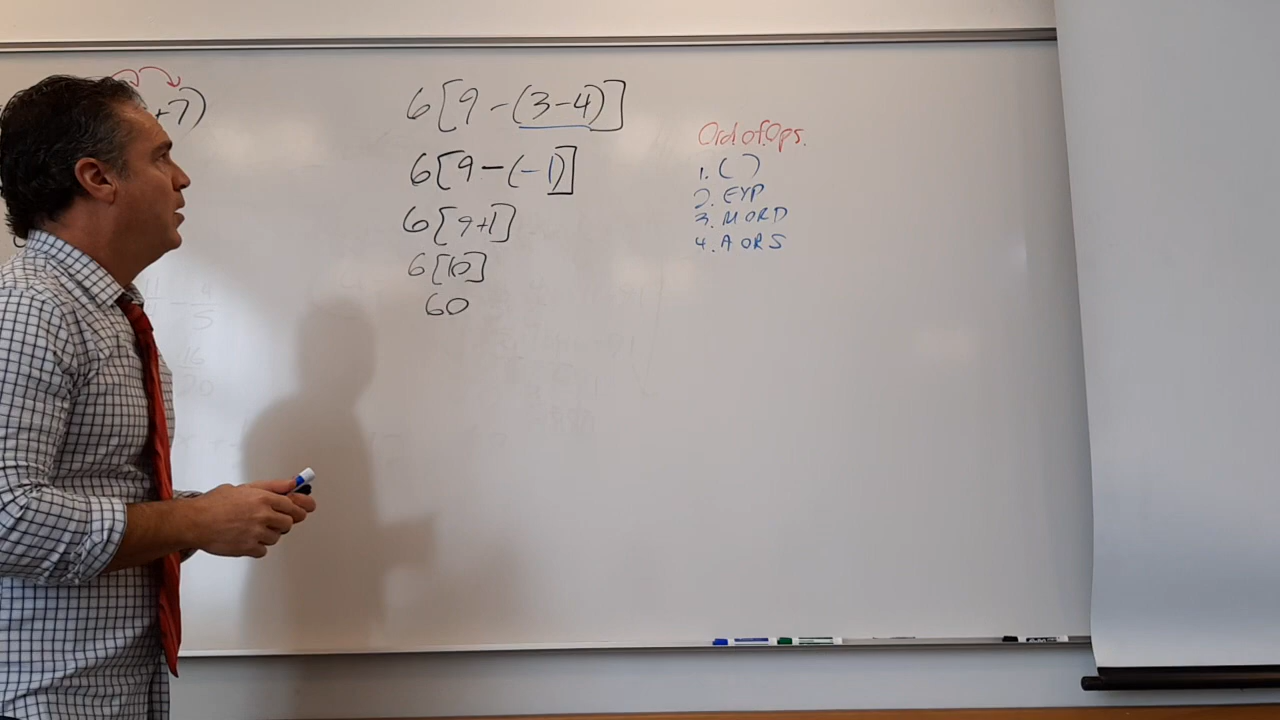 +7)
6[9-(3-4)]
6[9-(-1)]
6[9+1]
6[10]
60
Ord of Ops.
1. ( )
2. EXP
3. M OR D
4. A OR S